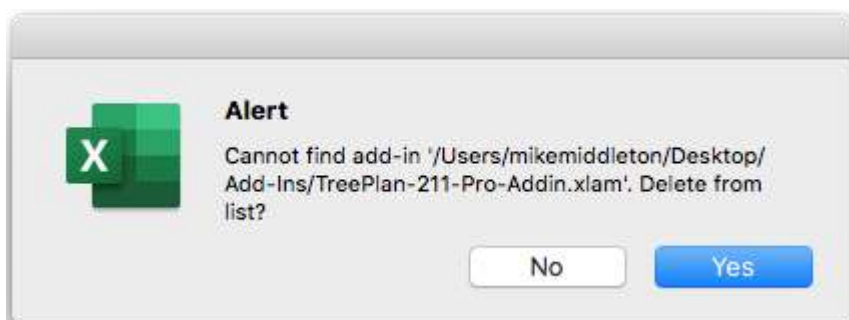 Alert
X
Cannot find add-in '/Users/mikemiddleton/Desktop/
Add-Ins/TreePlan-211-Pro-Addin.xlam'. Delete from
list?
No
Yes